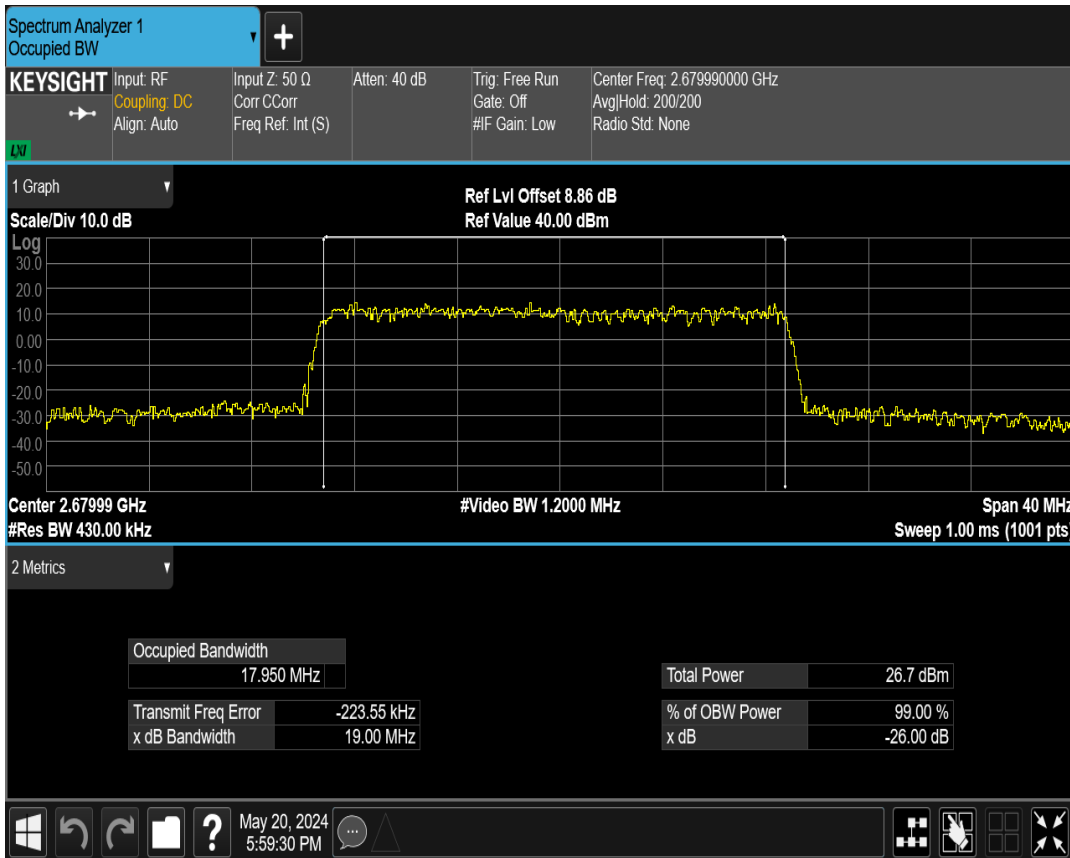 Spectrum Analyzer 1
Occupied BW
KEYSIGHT
Input: RF
Coupling: DC
Align: Auto
Input Z: 50 Ω
Corr CCorr
Freq Ref: Int (S)
Atten: 40 dB
Trig: Free Run
Gate: Off
#IF Gain: Low
Center Freq: 2.679990000 GHz
Avg|Hold: 200/200
Radio Std: None
LXI
1 Graph
Ref Lvl Offset 8.86 dB
Scale/Div 10.0 dB
Ref Value 40.00 dBm
Log
30.0
20.0
10.0
0.00
-10.0
-20.0
-30.0
-40.0
-50.0
Center 2.67999 GHz
#Video BW 1.2000 MHz
Span 40 MHz
#Res BW 430.00 kHz
Sweep 1.00 ms (1001 pts)
2 Metrics
Occupied Bandwidth
17.950 MHz
Total Power 26.7 dBm
Transmit Freq Error -223.55 kHz
% of OBW Power 99.00 %
x dB Bandwidth 19.00 MHz
x dB -26.00 dB
May 20, 2024
5:59:30 PM